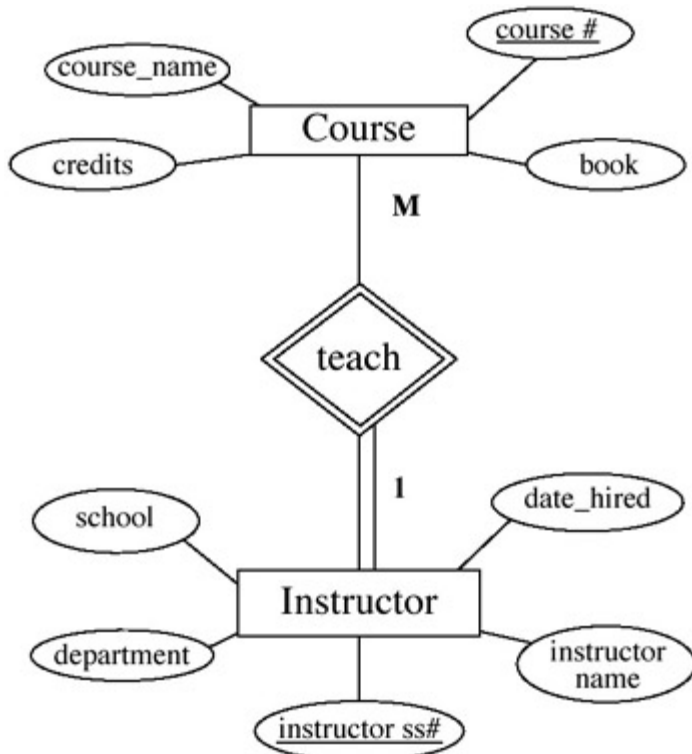 course #
course_name
Course
credits
book
M
teach
1
date_hired
school
Instructor
department
instructor
name
instructor ss#